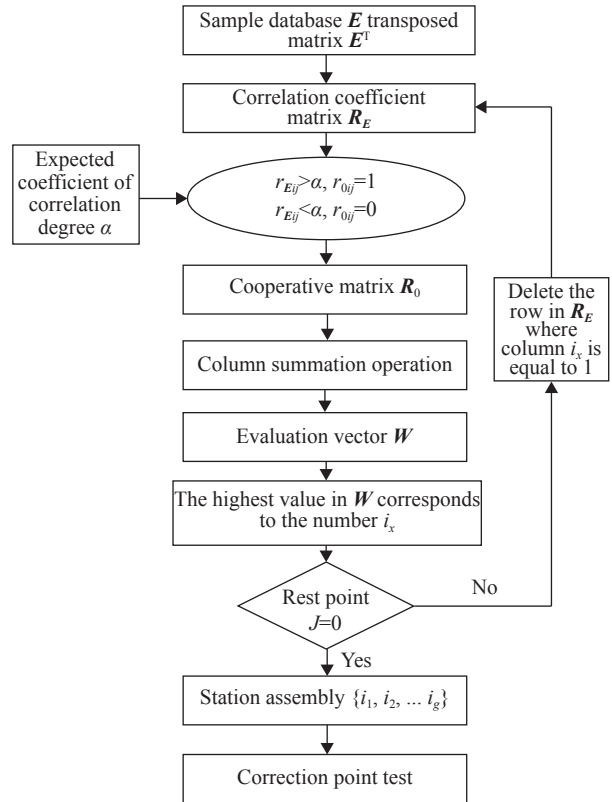 Sample database E transposed
matrix Eᵀ
Correlation coefficient
matrix R_E
Expected
coefficient of
correlation
degree α
r_Eij>α, r_0ij=1
r_Eij<α, r_0ij=0
Cooperative matrix R₀
Delete the
row in R_E
where
column i_x is
equal to 1
Column summation operation
Evaluation vector W
The highest value in W corresponds
to the number i_x
Rest point
J=0
No
Yes
Station assembly {i₁, i₂, ... i_g}
Correction point test